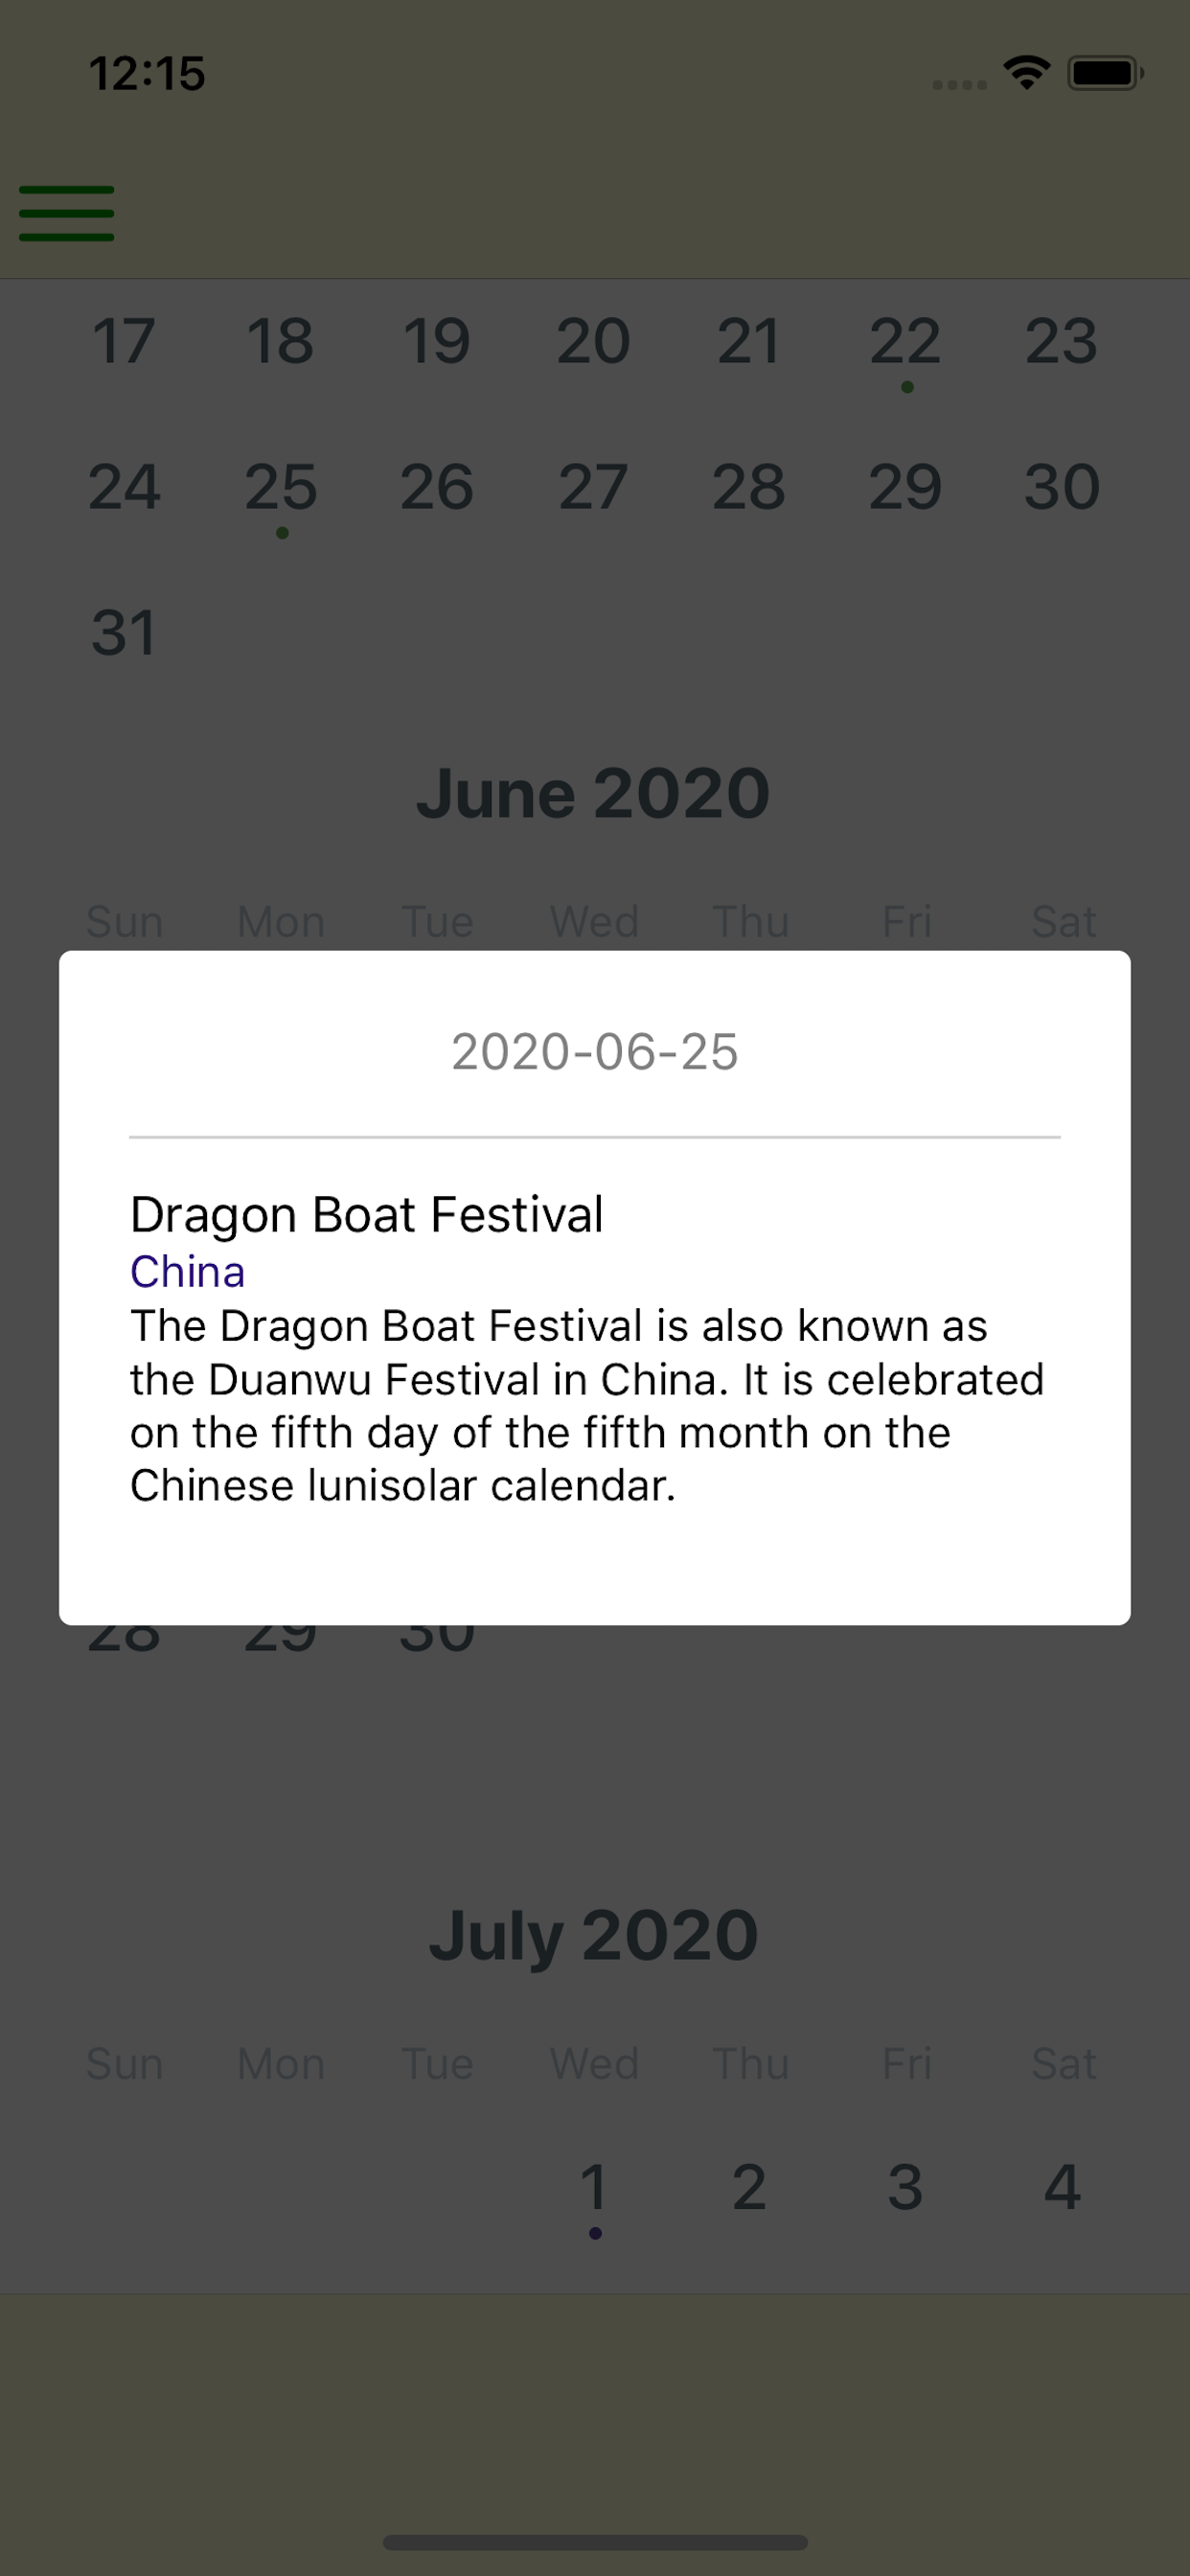 12:15
17 18 19 20 21 22 23
24 25 26 27 28 29 30
31
June 2020
Sun Mon Tue Wed Thu Fri Sat
2020-06-25
Dragon Boat Festival
China
The Dragon Boat Festival is also known as
the Duanwu Festival in China. It is celebrated
on the fifth day of the fifth month on the
Chinese lunisolar calendar.
28 29 30
July 2020
Sun Mon Tue Wed Thu Fri Sat
1 2 3 4